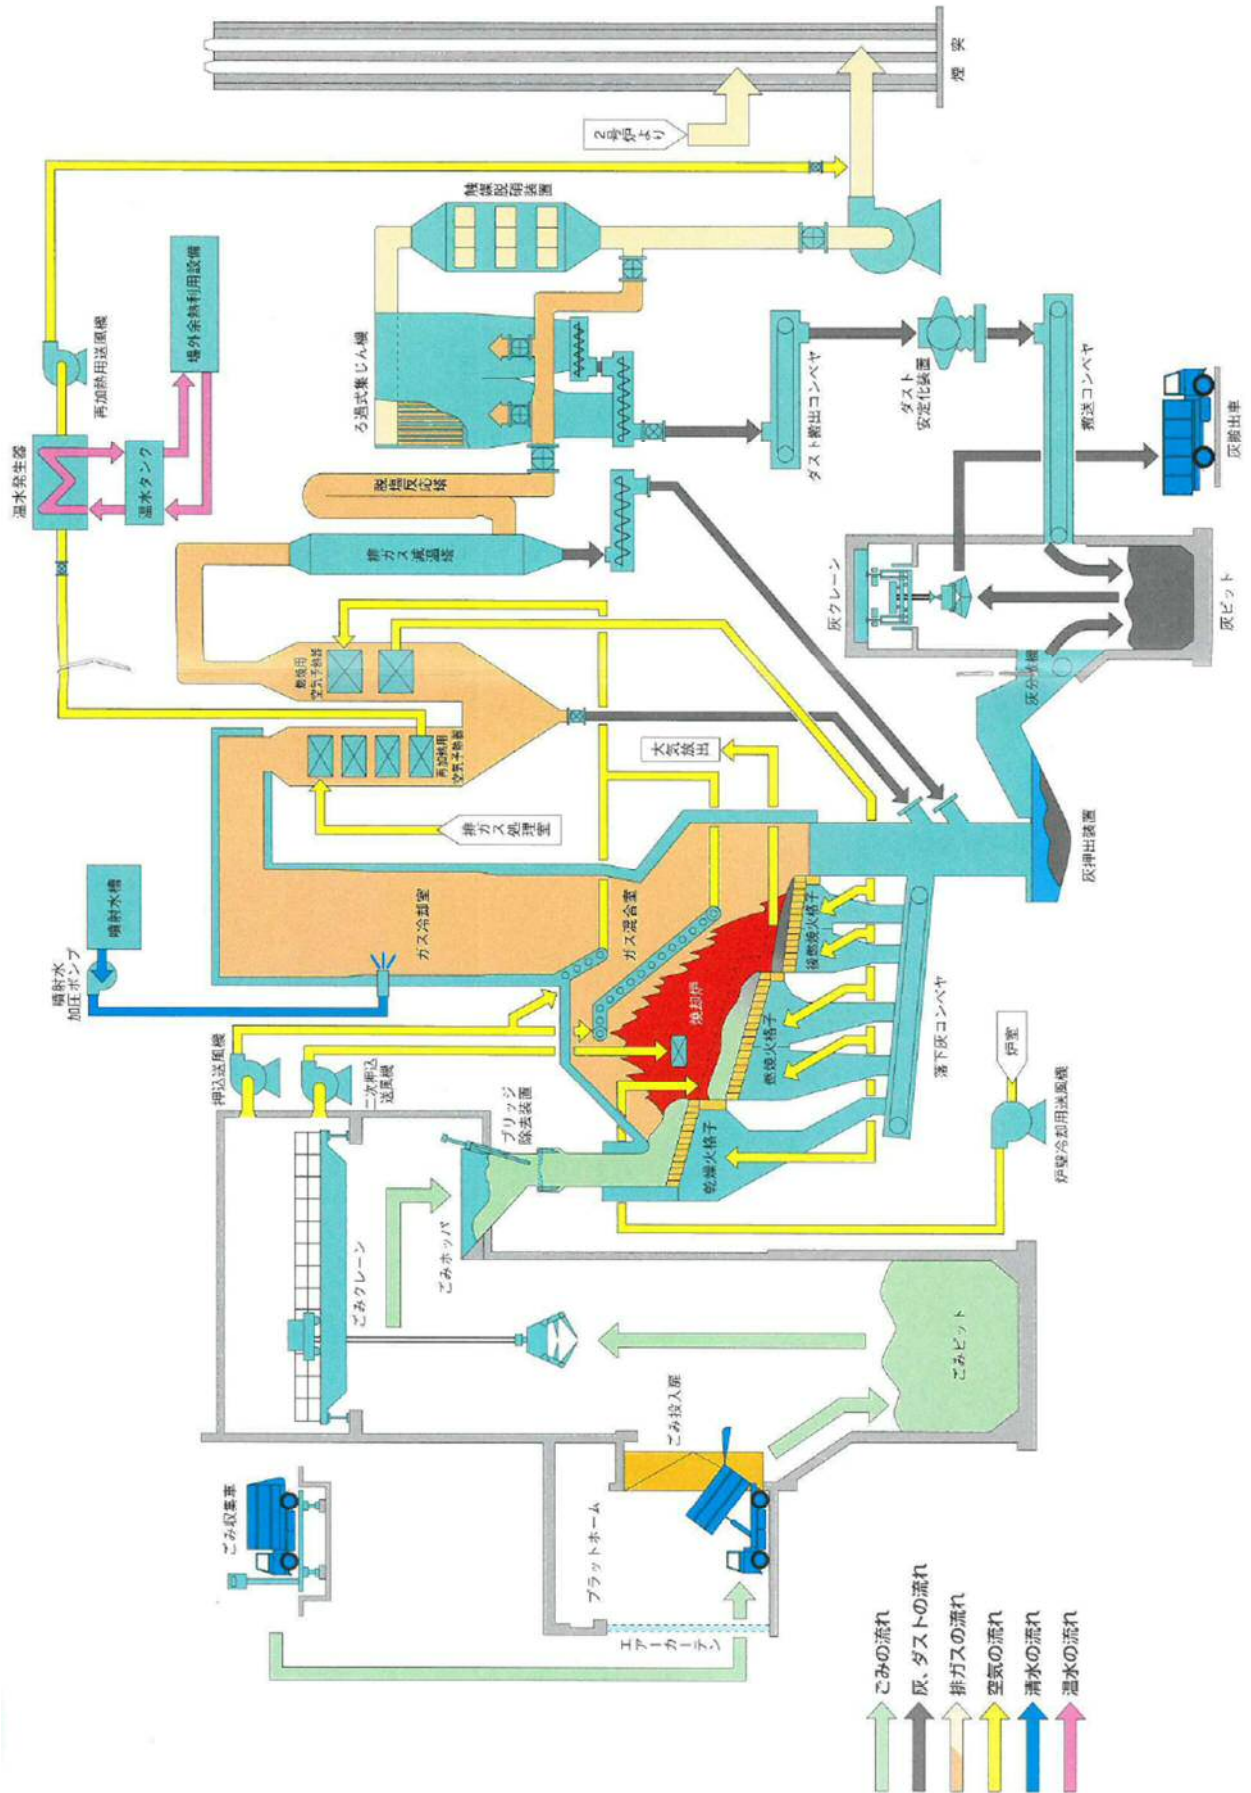 ごみ収集車
プラットホーム
エアーカーテン
ごみ投入扉
ごみピット
ごみクレーン
ごみホッパ
ブリッジ
除去装置
押込送風機
二次押込
送風機
噴射水
加圧ポンプ
噴射水槽
ガス冷却室
ガス混合室
焼却炉
乾燥火格子
燃焼火格子
後燃焼火格子
落下灰コンベヤ
炉室
炉壁冷却用送風機
大気放出
排ガス処理室
再加熱用
空気予熱器
燃焼用
空気予熱器
温水発生器
温水タンク
場外余熱利用設備
再加熱用送風機
排ガス減温塔
脱塩反応塔
ろ過式集じん機
触媒脱硝装置
2号炉より
煙突
ダスト搬出コンベヤ
ダスト
安定化装置
搬送コンベヤ
灰搬出車
灰クレーン
灰ピット
灰分散機
灰押出装置
ごみの流れ
灰、ダストの流れ
排ガスの流れ
空気の流れ
清水の流れ
温水の流れ